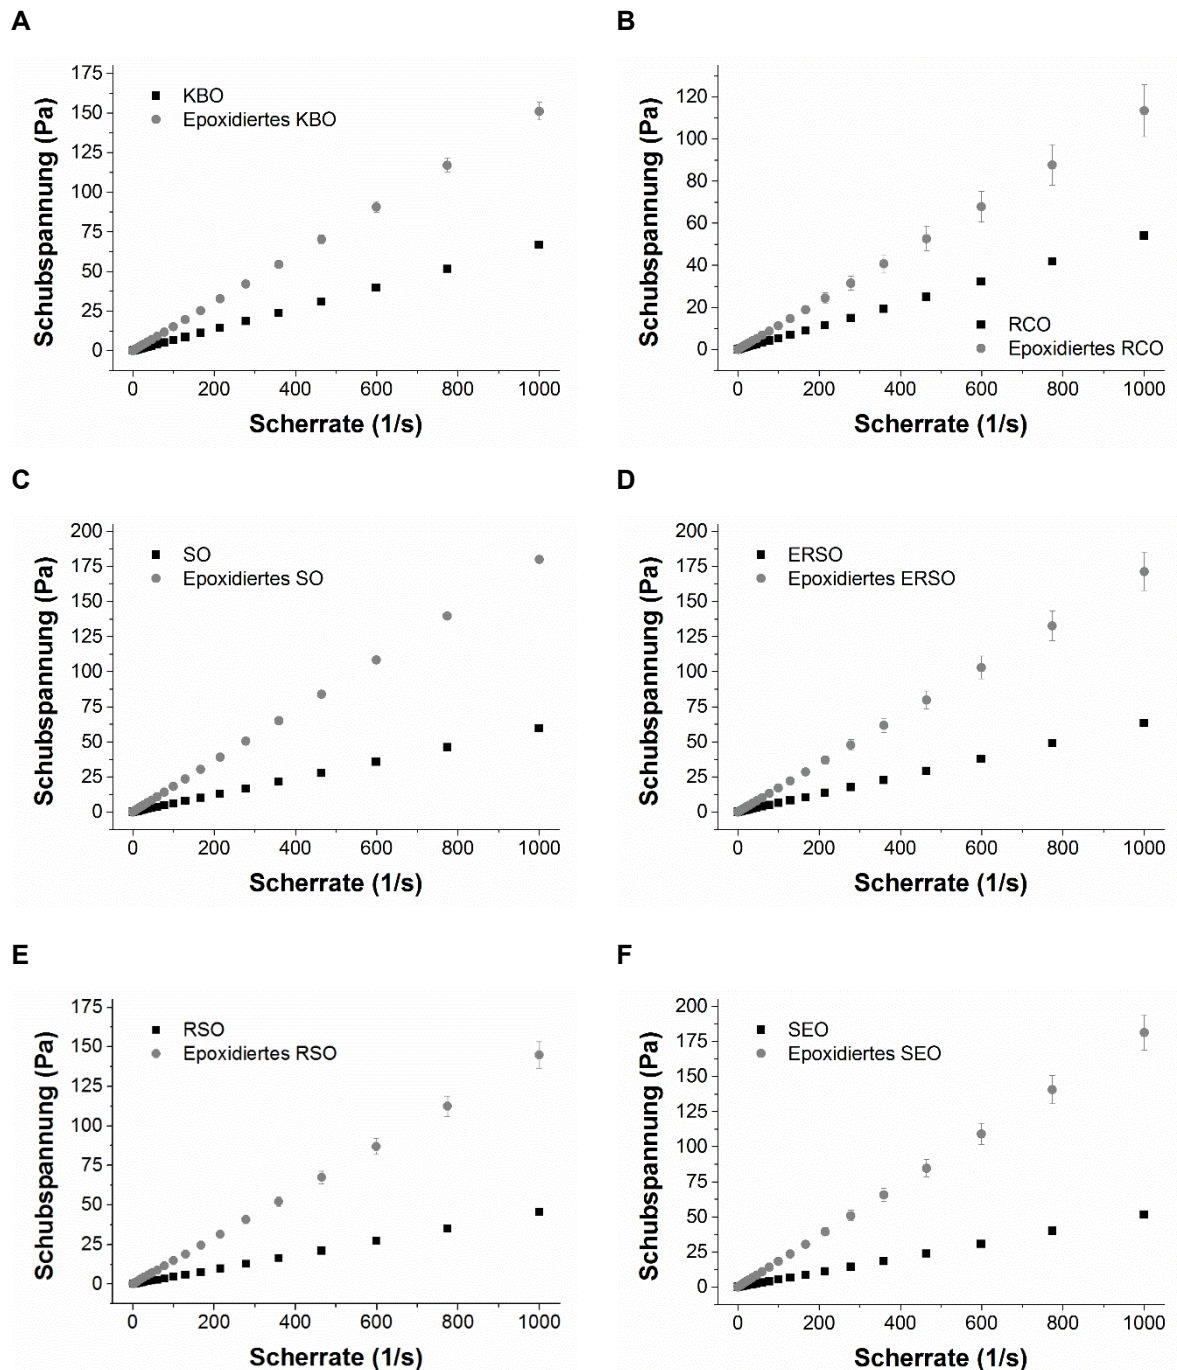 A
Schubspannung (Pa)
175
150
125
100
75
50
25
0
KBO
Epoxidiertes KBO
0 200 400 600 800 1000
Scherrate (1/s)
B
Schubspannung (Pa)
120
100
80
60
40
20
0
RCO
Epoxidiertes RCO
0 200 400 600 800 1000
Scherrate (1/s)
C
Schubspannung (Pa)
200
175
150
125
100
75
50
25
0
SO
Epoxidiertes SO
0 200 400 600 800 1000
Scherrate (1/s)
D
Schubspannung (Pa)
200
175
150
125
100
75
50
25
0
ERSO
Epoxidiertes ERSO
0 200 400 600 800 1000
Scherrate (1/s)
E
Schubspannung (Pa)
175
150
125
100
75
50
25
0
RSO
Epoxidiertes RSO
0 200 400 600 800 1000
Scherrate (1/s)
F
Schubspannung (Pa)
200
175
150
125
100
75
50
25
0
SEO
Epoxidiertes SEO
0 200 400 600 800 1000
Scherrate (1/s)